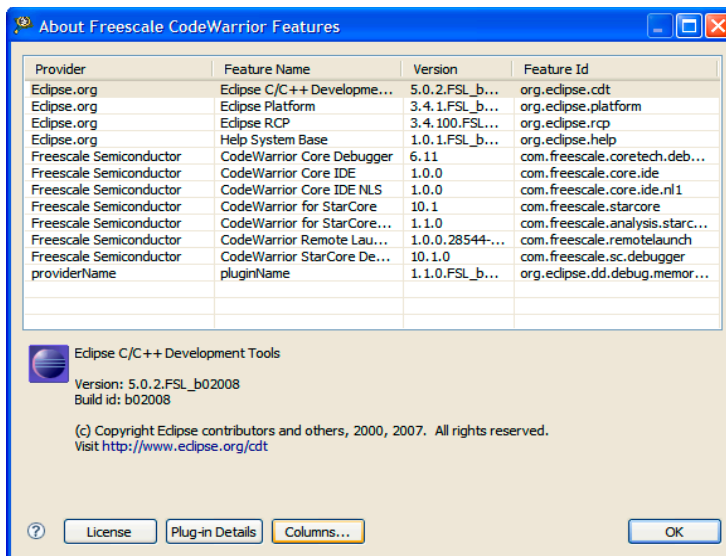 About Freescale CodeWarrior Features
Provider Feature Name Version Feature Id
Eclipse.org Eclipse C/C++ Developme... 5.0.2.FSL_b... org.eclipse.cdt
Eclipse.org Eclipse Platform 3.4.1.FSL_b... org.eclipse.platform
Eclipse.org Eclipse RCP 3.4.100.FSL... org.eclipse.rcp
Eclipse.org Help System Base 1.0.1.FSL_b... org.eclipse.help
Freescale Semiconductor CodeWarrior Core Debugger 6.11 com.freescale.coretech.deb...
Freescale Semiconductor CodeWarrior Core IDE 1.0.0 com.freescale.core.ide
Freescale Semiconductor CodeWarrior Core IDE NLS 1.0.0 com.freescale.core.ide.nl1
Freescale Semiconductor CodeWarrior for StarCore 10.1 com.freescale.starcore
Freescale Semiconductor CodeWarrior for StarCore... 1.1.0 com.freescale.analysis.starc...
Freescale Semiconductor CodeWarrior Remote Lau... 1.0.0.28544-... com.freescale.remotelaunch
Freescale Semiconductor CodeWarrior StarCore De... 10.1.0 com.freescale.sc.debugger
providerName pluginName 1.1.0.FSL_b... org.eclipse.dd.debug.memor...
Eclipse C/C++ Development Tools
Version: 5.0.2.FSL_b02008
Build id: b02008
(c) Copyright Eclipse contributors and others, 2000, 2007. All rights reserved.
Visit http://www.eclipse.org/cdt
? License Plug-in Details Columns... OK